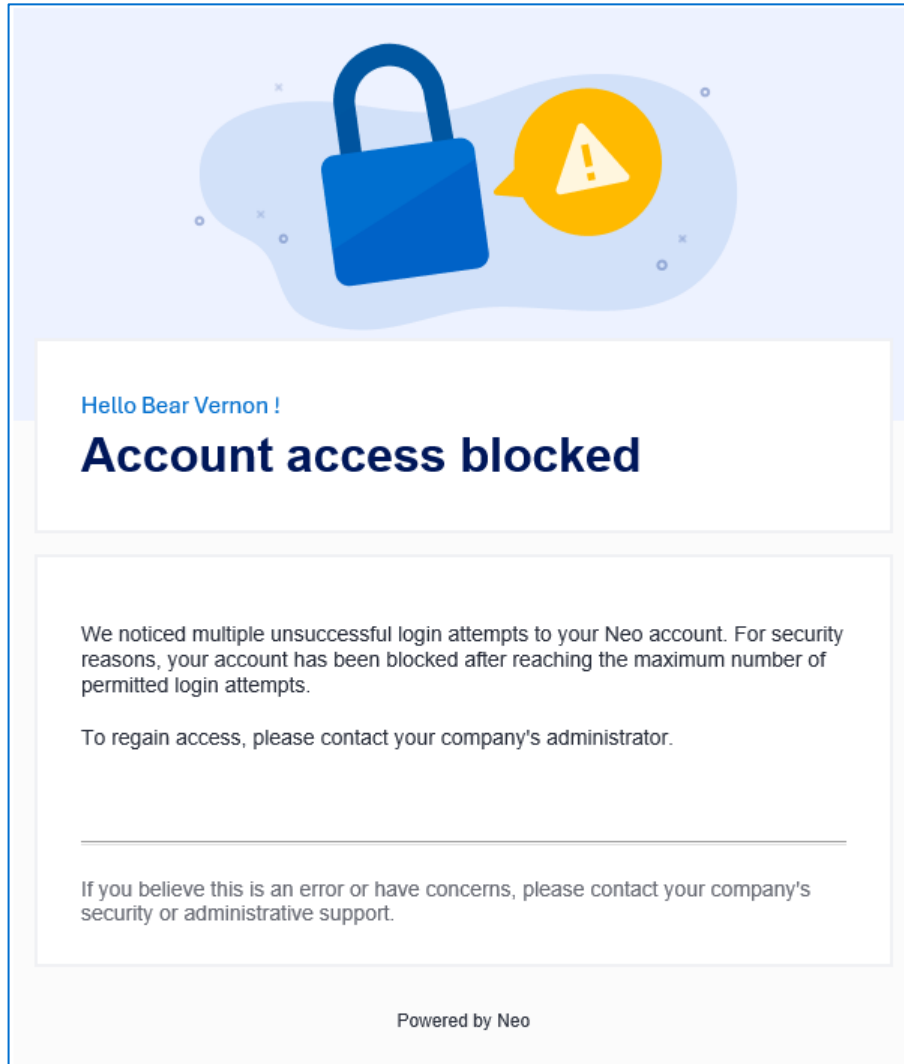 Hello Bear Vernon !
Account access blocked
We noticed multiple unsuccessful login attempts to your Neo account. For security
reasons, your account has been blocked after reaching the maximum number of
permitted login attempts.
To regain access, please contact your company's administrator.
If you believe this is an error or have concerns, please contact your company's
security or administrative support.
Powered by Neo